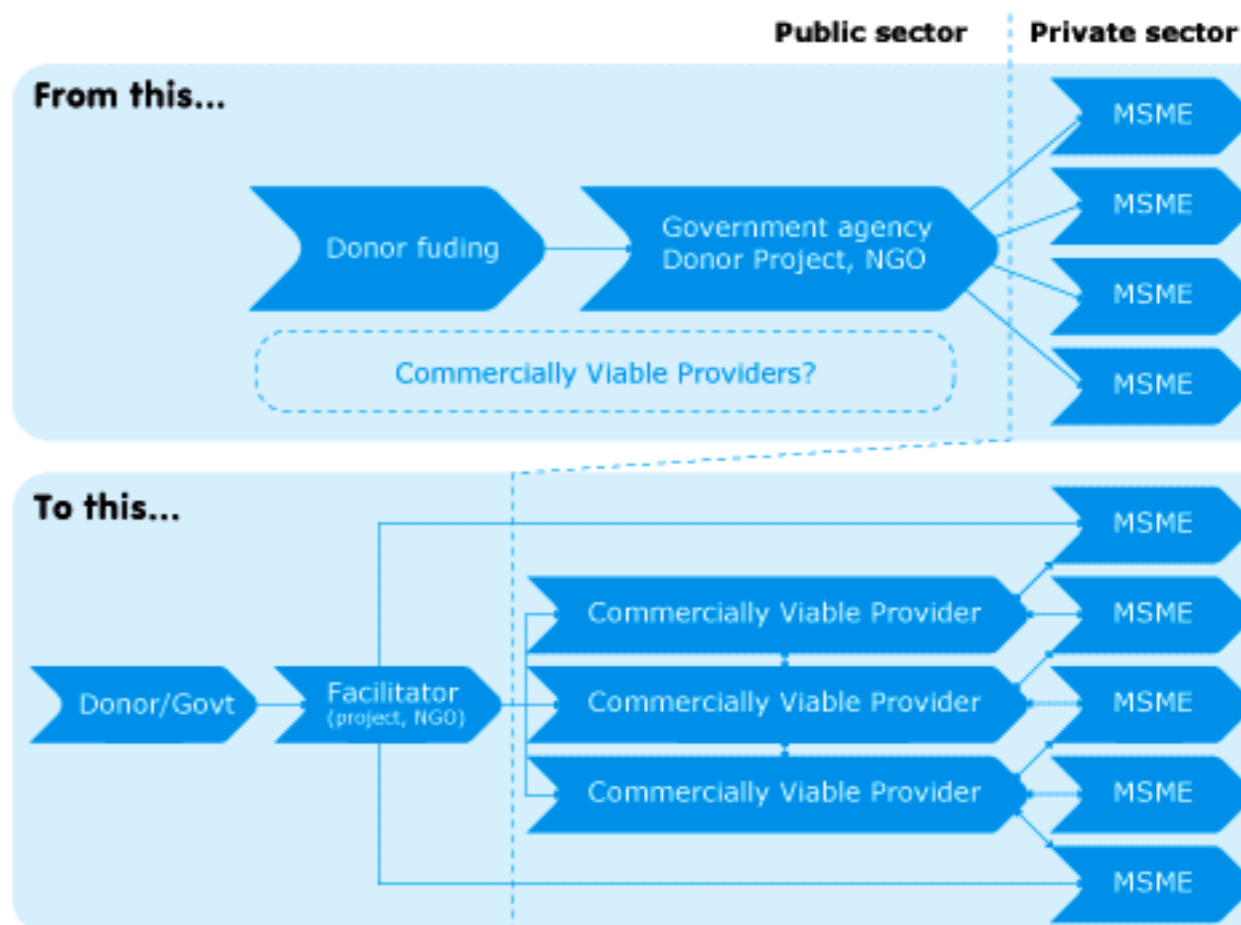 Public sector
Private sector
From this...
MSME
MSME
Donor fuding
Government agency
Donor Project, NGO
MSME
Commercially Viable Providers?
MSME
To this...
MSME
Commercially Viable Provider
MSME
Donor/Govt
Facilitator
(project, NGO)
Commercially Viable Provider
MSME
Commercially Viable Provider
MSME
MSME